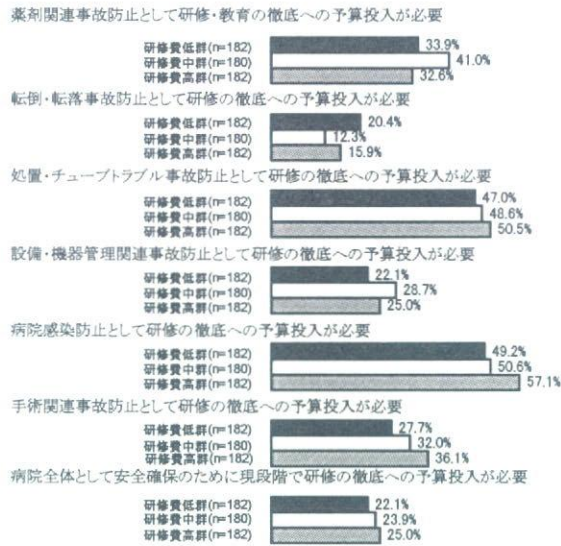 薬剤関連事故防止として研修・教育の徹底への予算投入が必要
研修費低群(n=182) 33.9%
研修費中群(n=180) 41.0%
研修費高群(n=182) 32.6%
転倒・転落事故防止として研修の徹底への予算投入が必要
研修費低群(n=182) 20.4%
研修費中群(n=180) 12.3%
研修費高群(n=182) 15.9%
処置・チューブトラブル事故防止として研修の徹底への予算投入が必要
研修費低群(n=182) 47.0%
研修費中群(n=180) 48.6%
研修費高群(n=182) 50.5%
設備・機器管理関連事故防止として研修の徹底への予算投入が必要
研修費低群(n=182) 22.1%
研修費中群(n=180) 28.7%
研修費高群(n=182) 25.0%
病院感染防止として研修の徹底への予算投入が必要
研修費低群(n=182) 49.2%
研修費中群(n=180) 50.6%
研修費高群(n=182) 57.1%
手術関連事故防止として研修の徹底への予算投入が必要
研修費低群(n=182) 27.7%
研修費中群(n=180) 32.0%
研修費高群(n=182) 36.1%
病院全体として安全確保のために現段階で研修の徹底への予算投入が必要
研修費低群(n=182) 22.1%
研修費中群(n=180) 23.9%
研修費高群(n=182) 25.0%